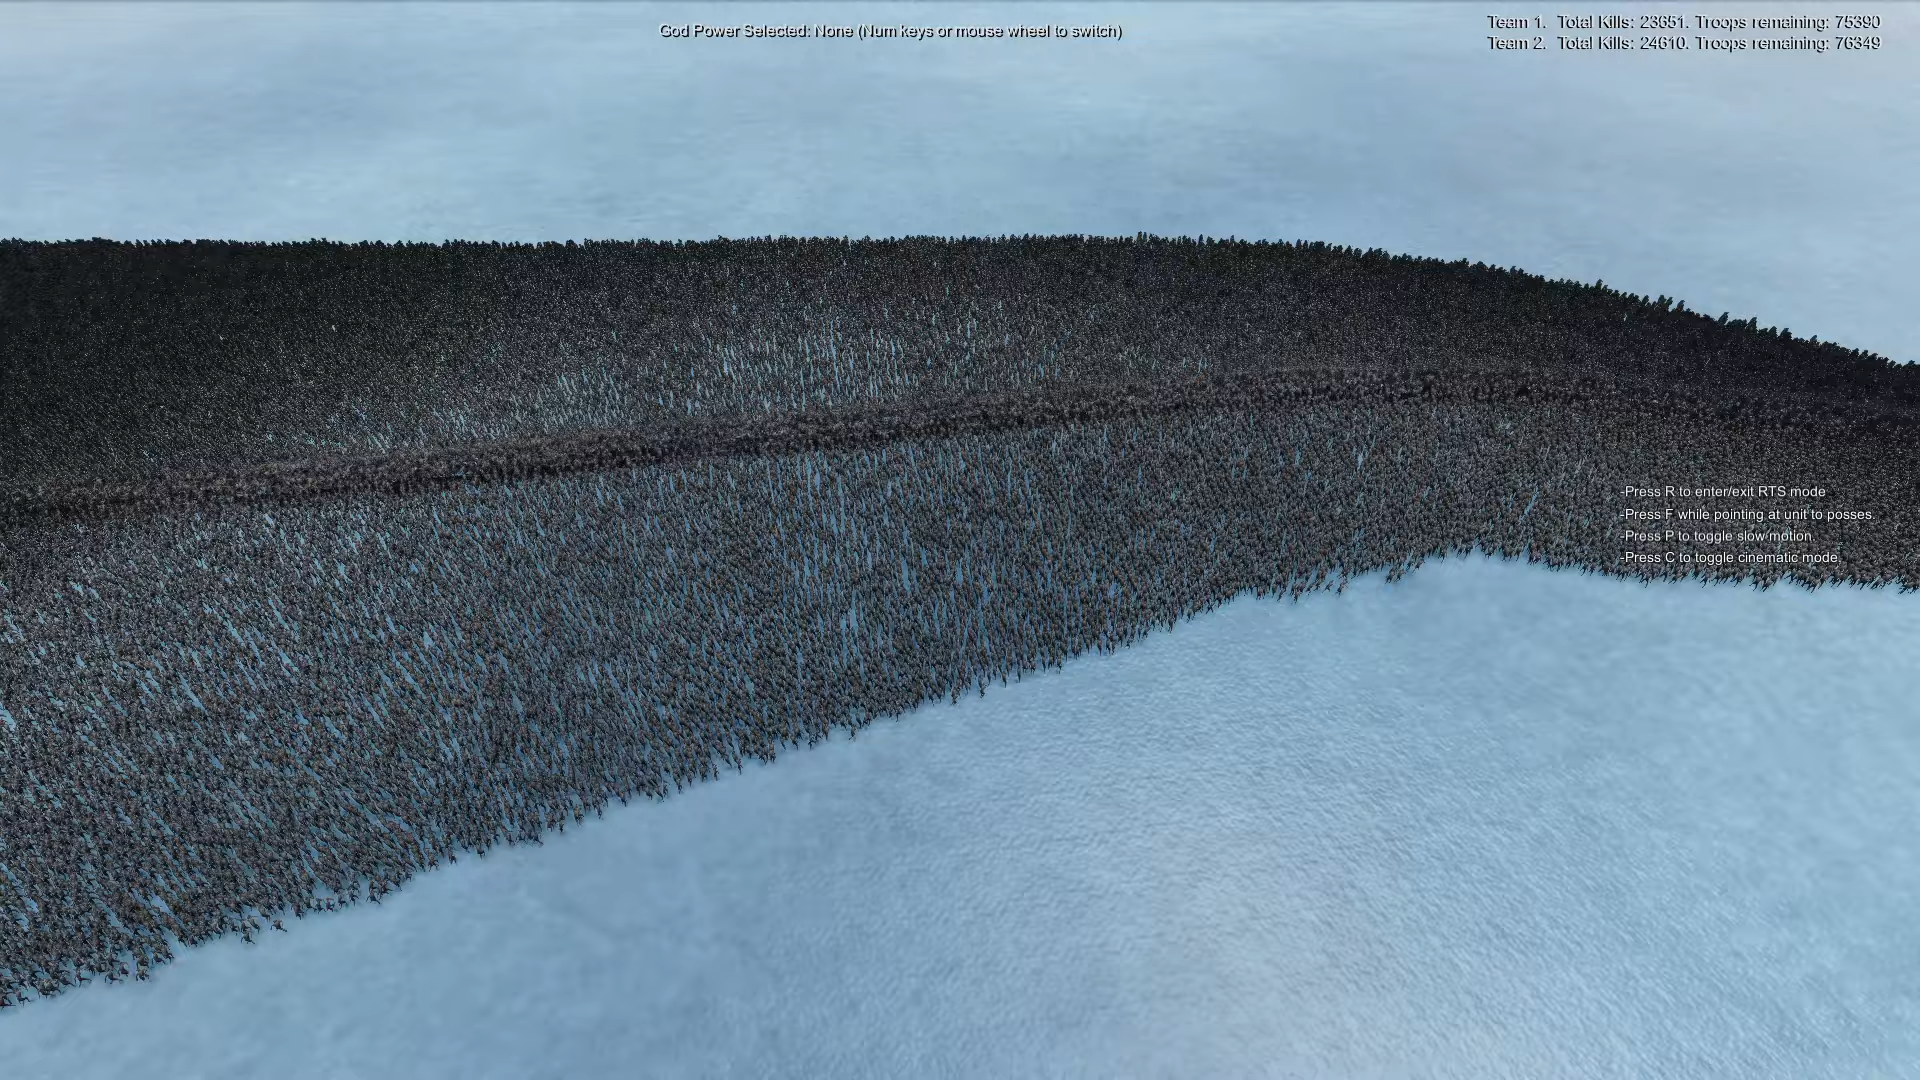 God Power Selected: None (Num keys or mouse wheel to switch)
Team 1.  Total Kills: 23651. Troops remaining: 75390
Team 2.  Total Kills: 24610. Troops remaining: 76349
-Press R to enter/exit RTS mode
-Press F while pointing at unit to posses.
-Press P to toggle slow motion.
-Press C to toggle cinematic mode.